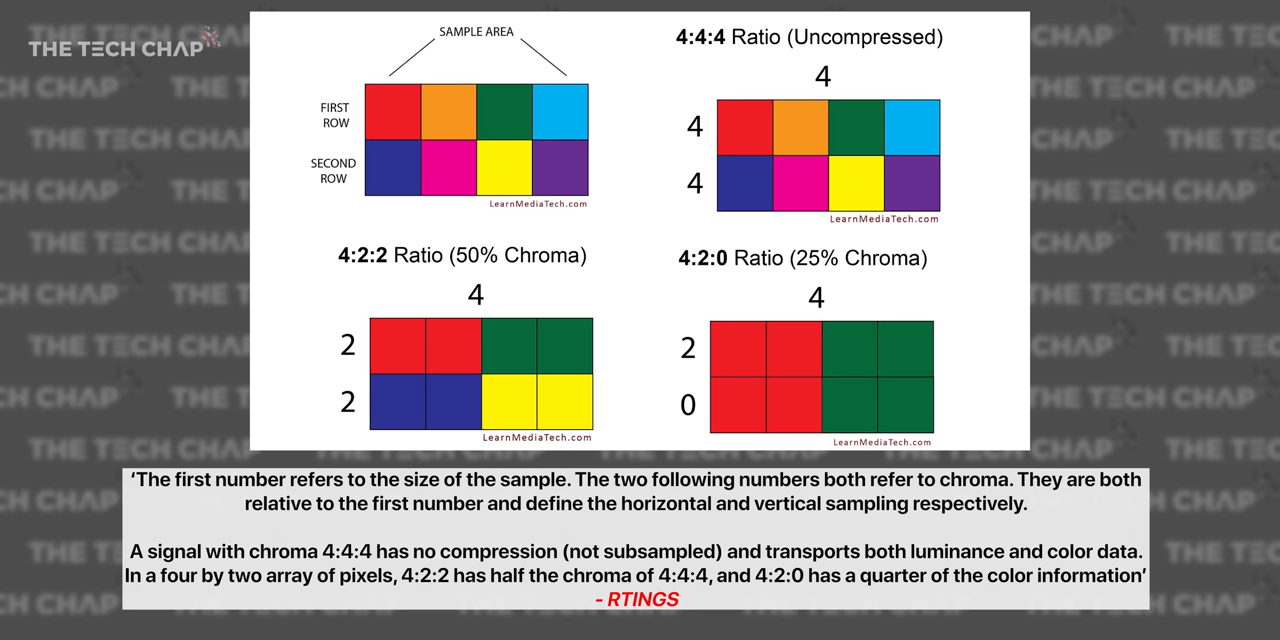 THE TECH CHAP
SAMPLE AREA
FIRST
ROW
SECOND
ROW
LearnMediaTech.com
4:4:4 Ratio (Uncompressed)
4
4
4
LearnMediaTech.com
4:2:2 Ratio (50% Chroma)
4
2
2
LearnMediaTech.com
4:2:0 Ratio (25% Chroma)
4
2
0
LearnMediaTech.com
‘The first number refers to the size of the sample. The two following numbers both refer to chroma. They are both
relative to the first number and define the horizontal and vertical sampling respectively.
A signal with chroma 4:4:4 has no compression (not subsampled) and transports both luminance and color data.
In a four by two array of pixels, 4:2:2 has half the chroma of 4:4:4, and 4:2:0 has a quarter of the color information’
- RTINGS